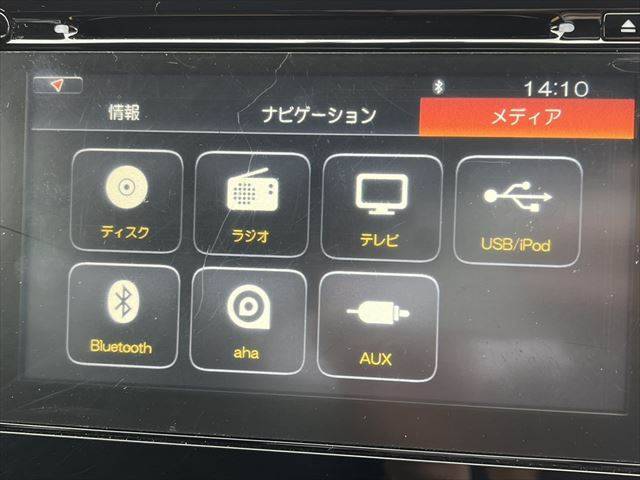 14:10
情報 ナビゲーション メディア
ディスク ラジオ テレビ USB/iPod
Bluetooth aha AUX